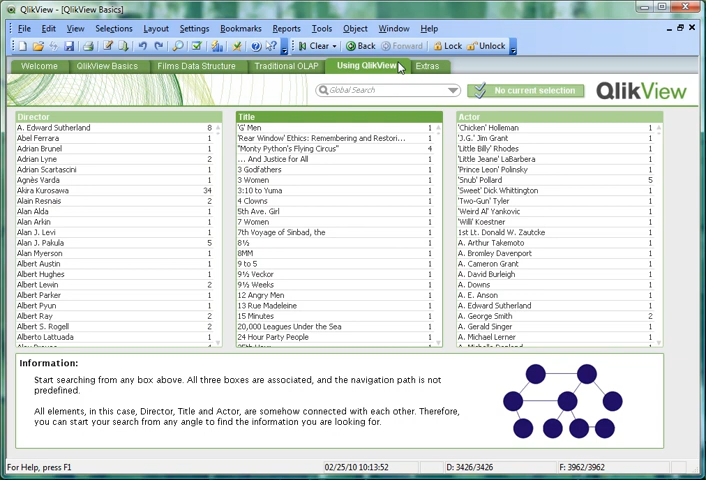 QlikView - [QlikView Basics]
File Edit View Selections Layout Settings Bookmarks Reports Tools Object Window Help
Clear Back Forward Lock Unlock
Welcome QlikView Basics Films Data Structure Traditional OLAP Using QlikView Extras
Global Search No current selection QlikView
Director Title Actor
A. Edward Sutherland 8 'G' Men 1 'Chicken' Holleman 1
Abel Ferrara 1 'Rear Window' Ethics: Remembering and Restori... 1 'J.G.' Jim Grant 1
Adrian Brunel 1 "Monty Python's Flying Circus" 4 'Little Billy' Rhodes 1
Adrian Lyne 2 ... And Justice for All 1 'Little Jeane' LaBarbera 1
Adrian Scartascini 1 3 Godfathers 1 'Prince Leon' Polinsky 1
Agnès Varda 1 3 Women 1 'Snub' Pollard 5
Akira Kurosawa 34 3:10 to Yuma 1 'Sweet' Dick Whittington 1
Alain Resnais 2 4 Clowns 1 'Two-Gun' Tyler 1
Alan Alda 1 5th Ave. Girl 1 'Weird Al' Yankovic 1
Alan Arkin 1 7 Women 1 'Willi' Koestner 1
Alan J. Levi 1 7th Voyage of Sinbad, the 1 1st Lt. Donald W. Zautcke 1
Alan J. Pakula 5 8½ 1 A. Arthur Takemoto 1
Alan Myerson 1 8MM 1 A. Bromley Davenport 1
Albert Austin 1 9 to 5 1 A. Cameron Grant 1
Albert Hughes 1 9½ Veckor 1 A. David Burleigh 1
Albert Lewin 2 9½ Weeks 1 A. Downs 1
Albert Parker 1 12 Angry Men 1 A. E. Anson 1
Albert Pyun 1 13 Rue Madeleine 1 A. Edward Sutherland 1
Albert Ray 2 15 Minutes 1 A. George Smith 2
Albert S. Rogell 2 20,000 Leagues Under the Sea 1 A. Gerald Singer 1
Alberto Lattuada 1 24 Hour Party People 1 A. Michael Lerner 1
Information:
Start searching from any box above. All three boxes are associated, and the navigation path is not
predefined.
All elements, in this case, Director, Title and Actor, are somehow connected with each other. Therefore,
you can start your search from any angle to find the information you are looking for.
For Help, press F1 02/25/10 10:13:52 D: 3426/3426 F: 3962/3962